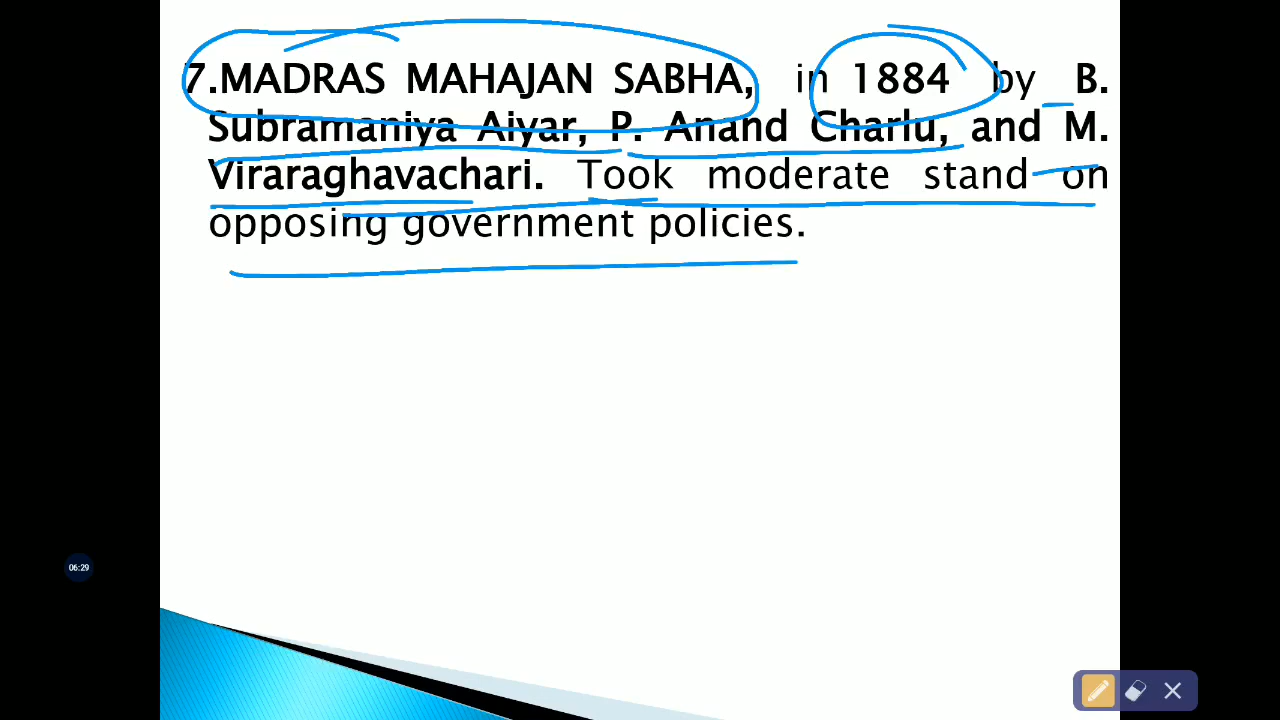 7.MADRAS MAHAJAN SABHA, in 1884 by B.
Subramaniya Aiyar, P. Anand Charlu, and M.
Viraraghavachari. Took moderate stand on
opposing government policies.
06:29